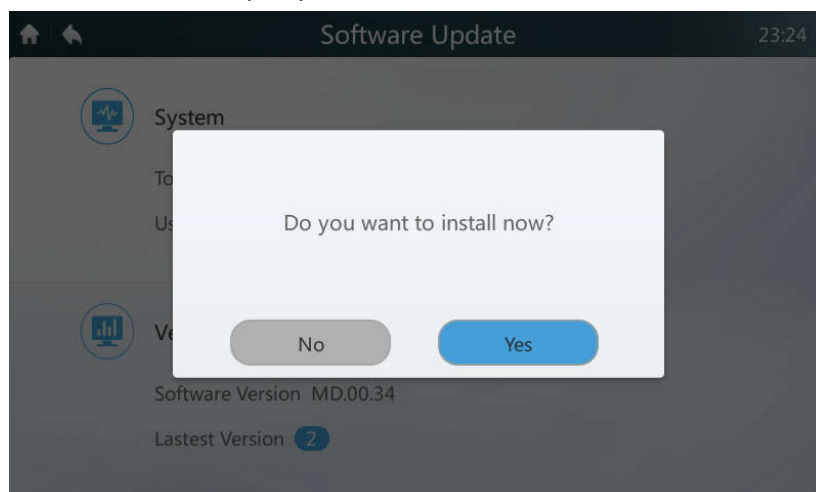 Software Update 23:24
System
To
Us
Do you want to install now?
Ve
No Yes
Software Version MD.00.34
Lastest Version 2